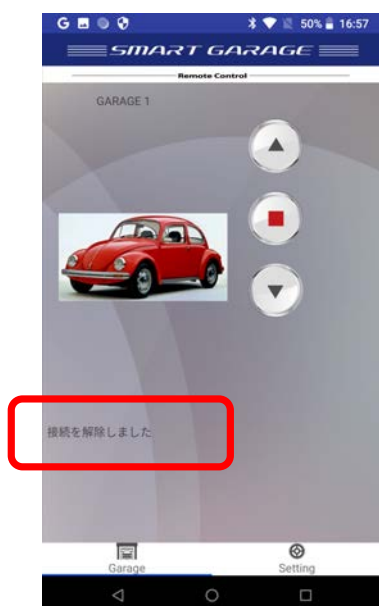 G 50% 16:57
SMART GARAGE
Remote Control
GARAGE 1
接続を解除しました
Garage Setting